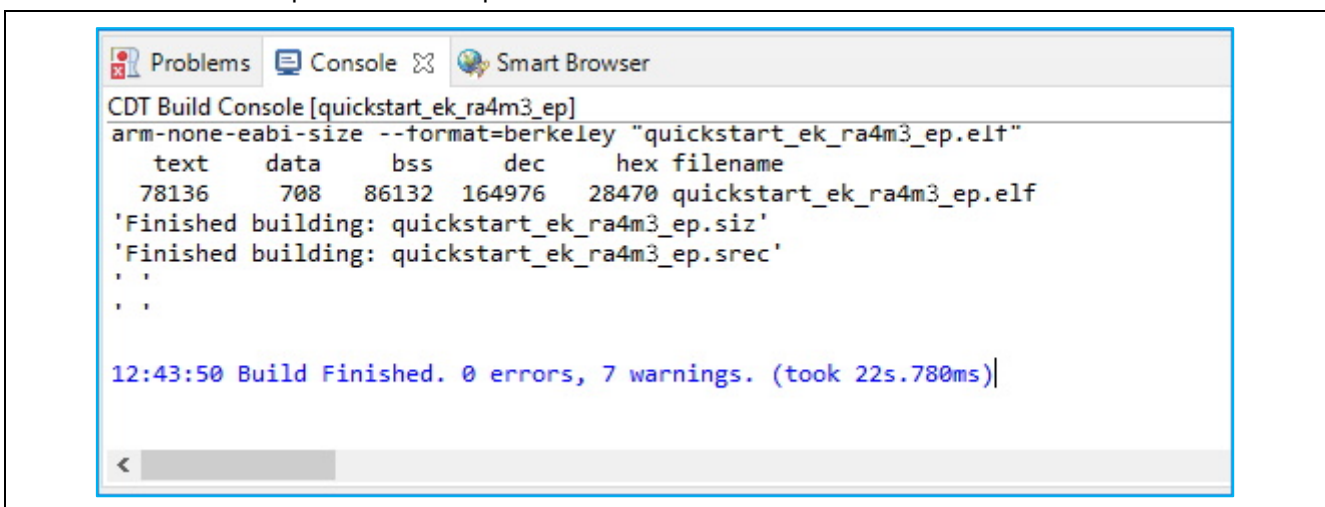 Problems Console Smart Browser
CDT Build Console [quickstart_ek_ra4m3_ep]
arm-none-eabi-size --format=berkeley "quickstart_ek_ra4m3_ep.elf"
text data bss dec hex filename
78136 708 86132 164976 28470 quickstart_ek_ra4m3_ep.elf
'Finished building: quickstart_ek_ra4m3_ep.siz'
'Finished building: quickstart_ek_ra4m3_ep.srec'
' '
' '
12:43:50 Build Finished. 0 errors, 7 warnings. (took 22s.780ms)